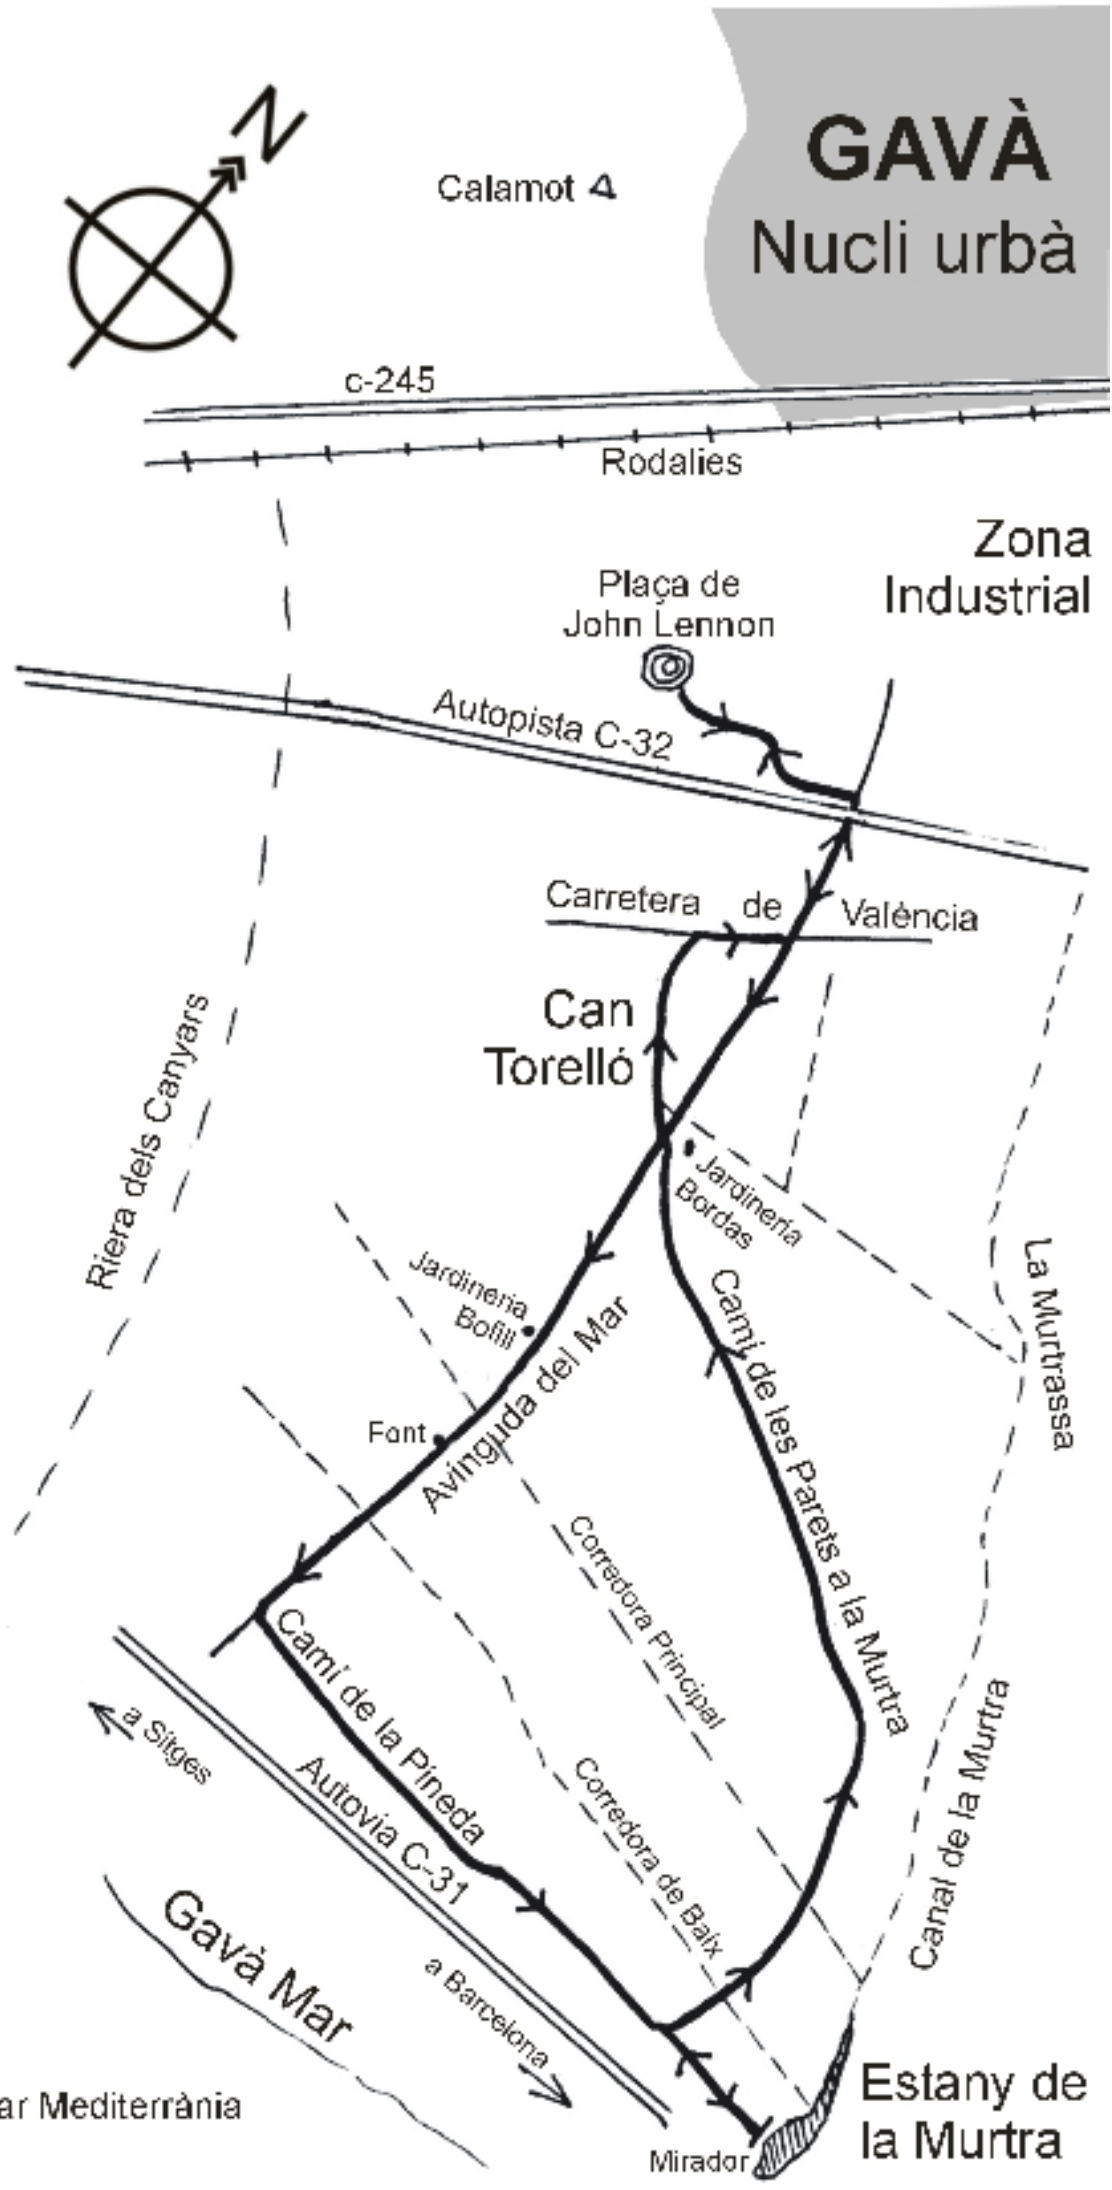 N
GAVÀ
Nucli urbà
Calamot
c-245
Rodalies
Zona
Industrial
Plaça de
John Lennon
Autopista C-32
Carretera de València
Can
Torelló
Riera dels Canyars
Jardinería
Bordas
Jardineria
Bofill
La Murtrassa
Camí de les Parets a la Murtra
Avinguda del Mar
Font
Corredora Principal
Camí de la Pineda
a Sitges
Autovia C-31
Corredora de Baix
Canal de la Murtra
Gavà Mar
a Barcelona
ar Mediterrània
Estany de
la Murtra
Mirador